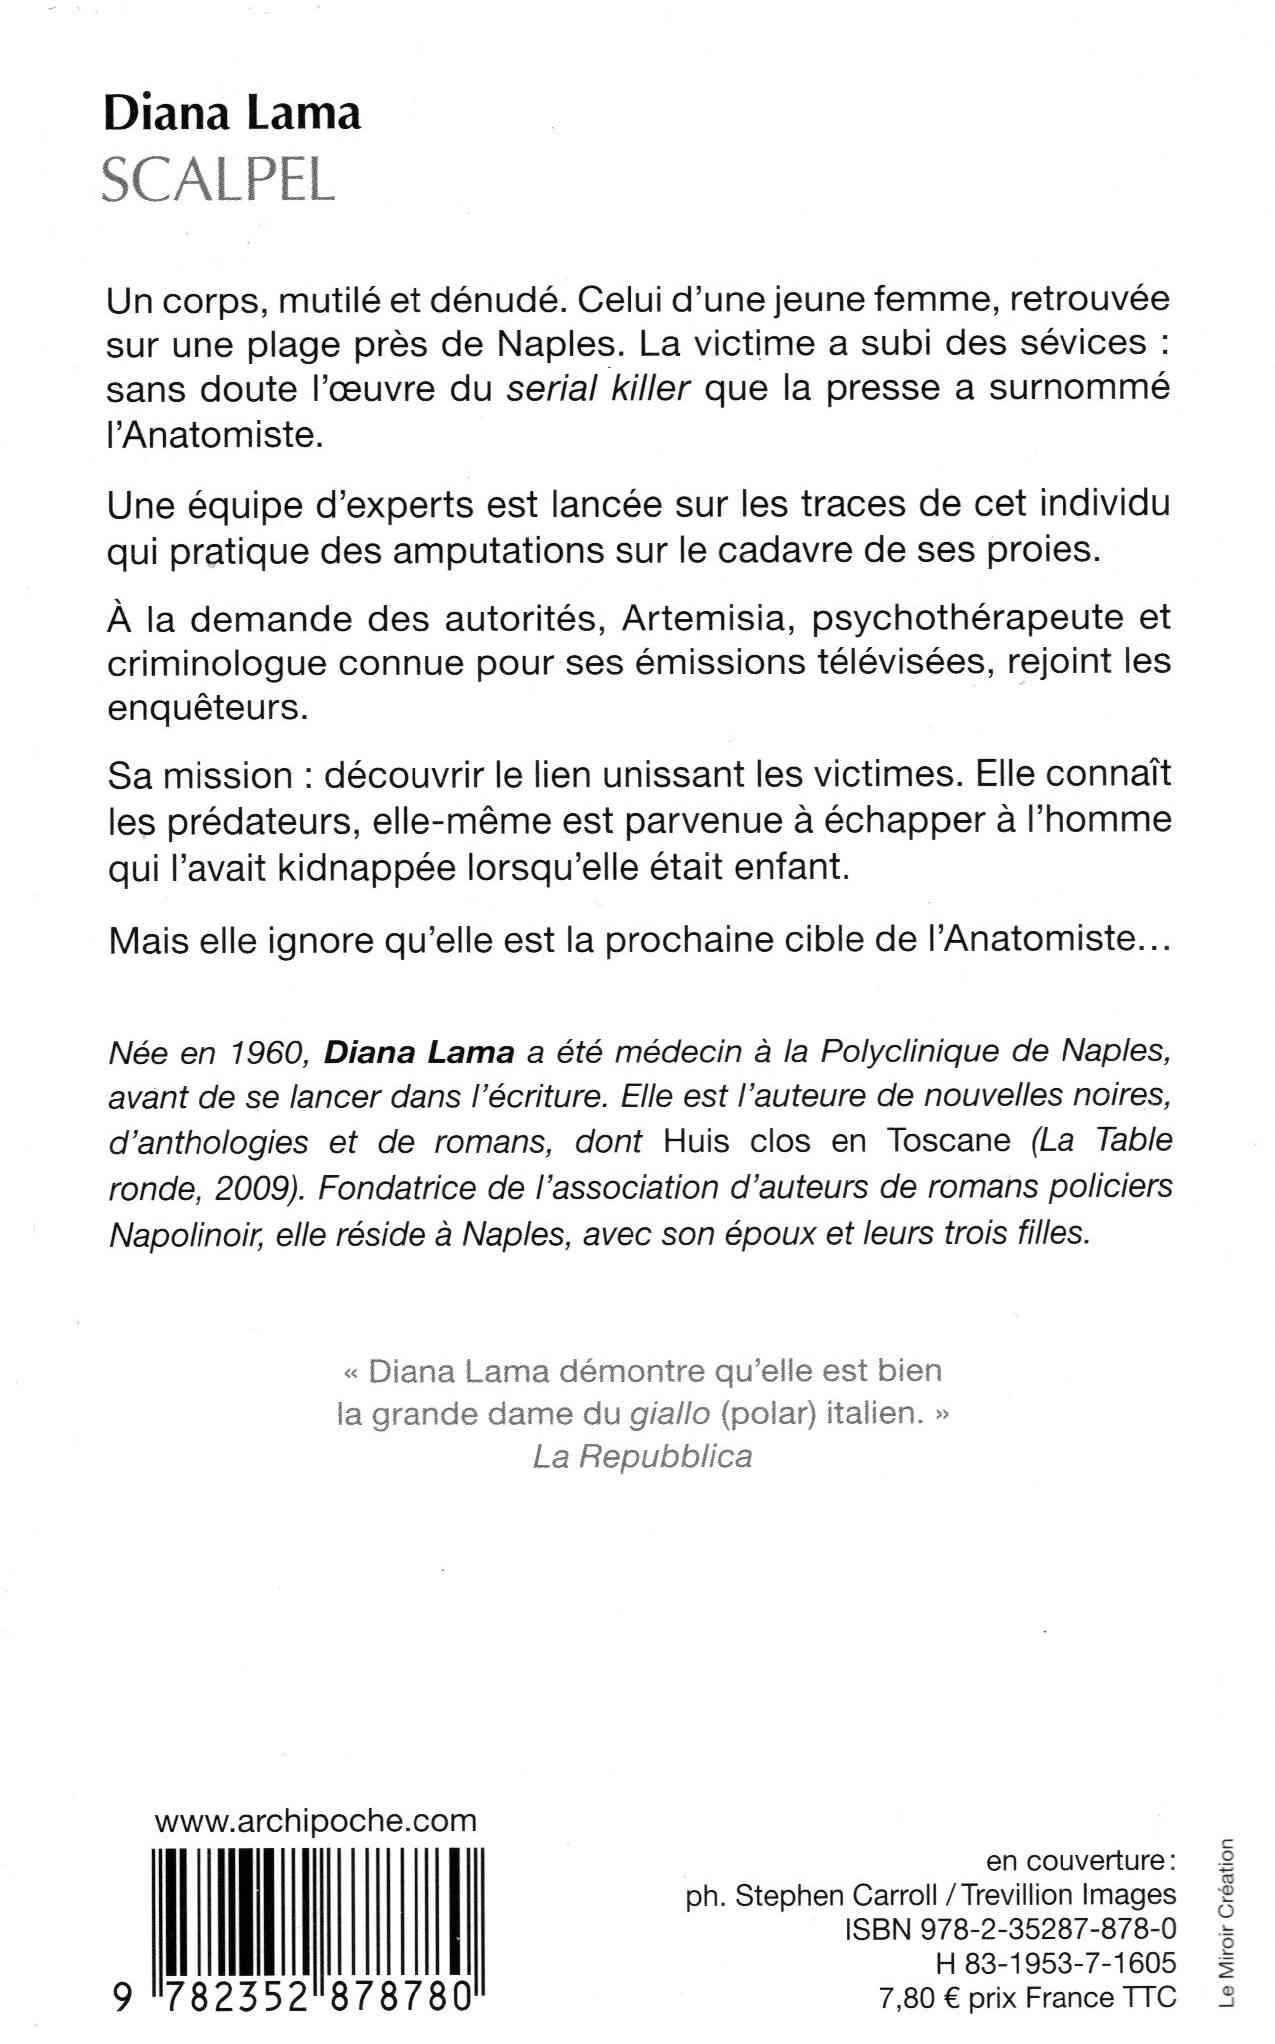 Diana Lama
SCALPEL
Un corps, mutilé et dénudé. Celui d'une jeune femme, retrouvée
sur une plage près de Naples. La victime a subi des sévices :
sans doute l'œuvre du serial killer que la presse a surnommé
l'Anatomiste.
Une équipe d'experts est lancée sur les traces de cet individu
qui pratique des amputations sur le cadavre de ses proies.
À la demande des autorités, Artemisia, psychothérapeute et
criminologue connue pour ses émissions télévisées, rejoint les
enquêteurs.
Sa mission : découvrir le lien unissant les victimes. Elle connaît
les prédateurs, elle-même est parvenue à échapper à l'homme
qui l'avait kidnappée lorsqu'elle était enfant.
Mais elle ignore qu'elle est la prochaine cible de l'Anatomiste...
Née en 1960, Diana Lama a été médecin à la Polyclinique de Naples,
avant de se lancer dans l'écriture. Elle est l'auteure de nouvelles noires,
d'anthologies et de romans, dont Huis clos en Toscane (La Table
ronde, 2009). Fondatrice de l'association d'auteurs de romans policiers
Napolinoir, elle réside à Naples, avec son époux et leurs trois filles.
« Diana Lama démontre qu'elle est bien
la grande dame du giallo (polar) italien. »
La Repubblica
www.archipoche.com
9 782352 878780
en couverture :
ph. Stephen Carroll / Trevillion Images
ISBN 978-2-35287-878-0
H 83-1953-7-1605
7,80 € prix France TTC
Le Miroir Création